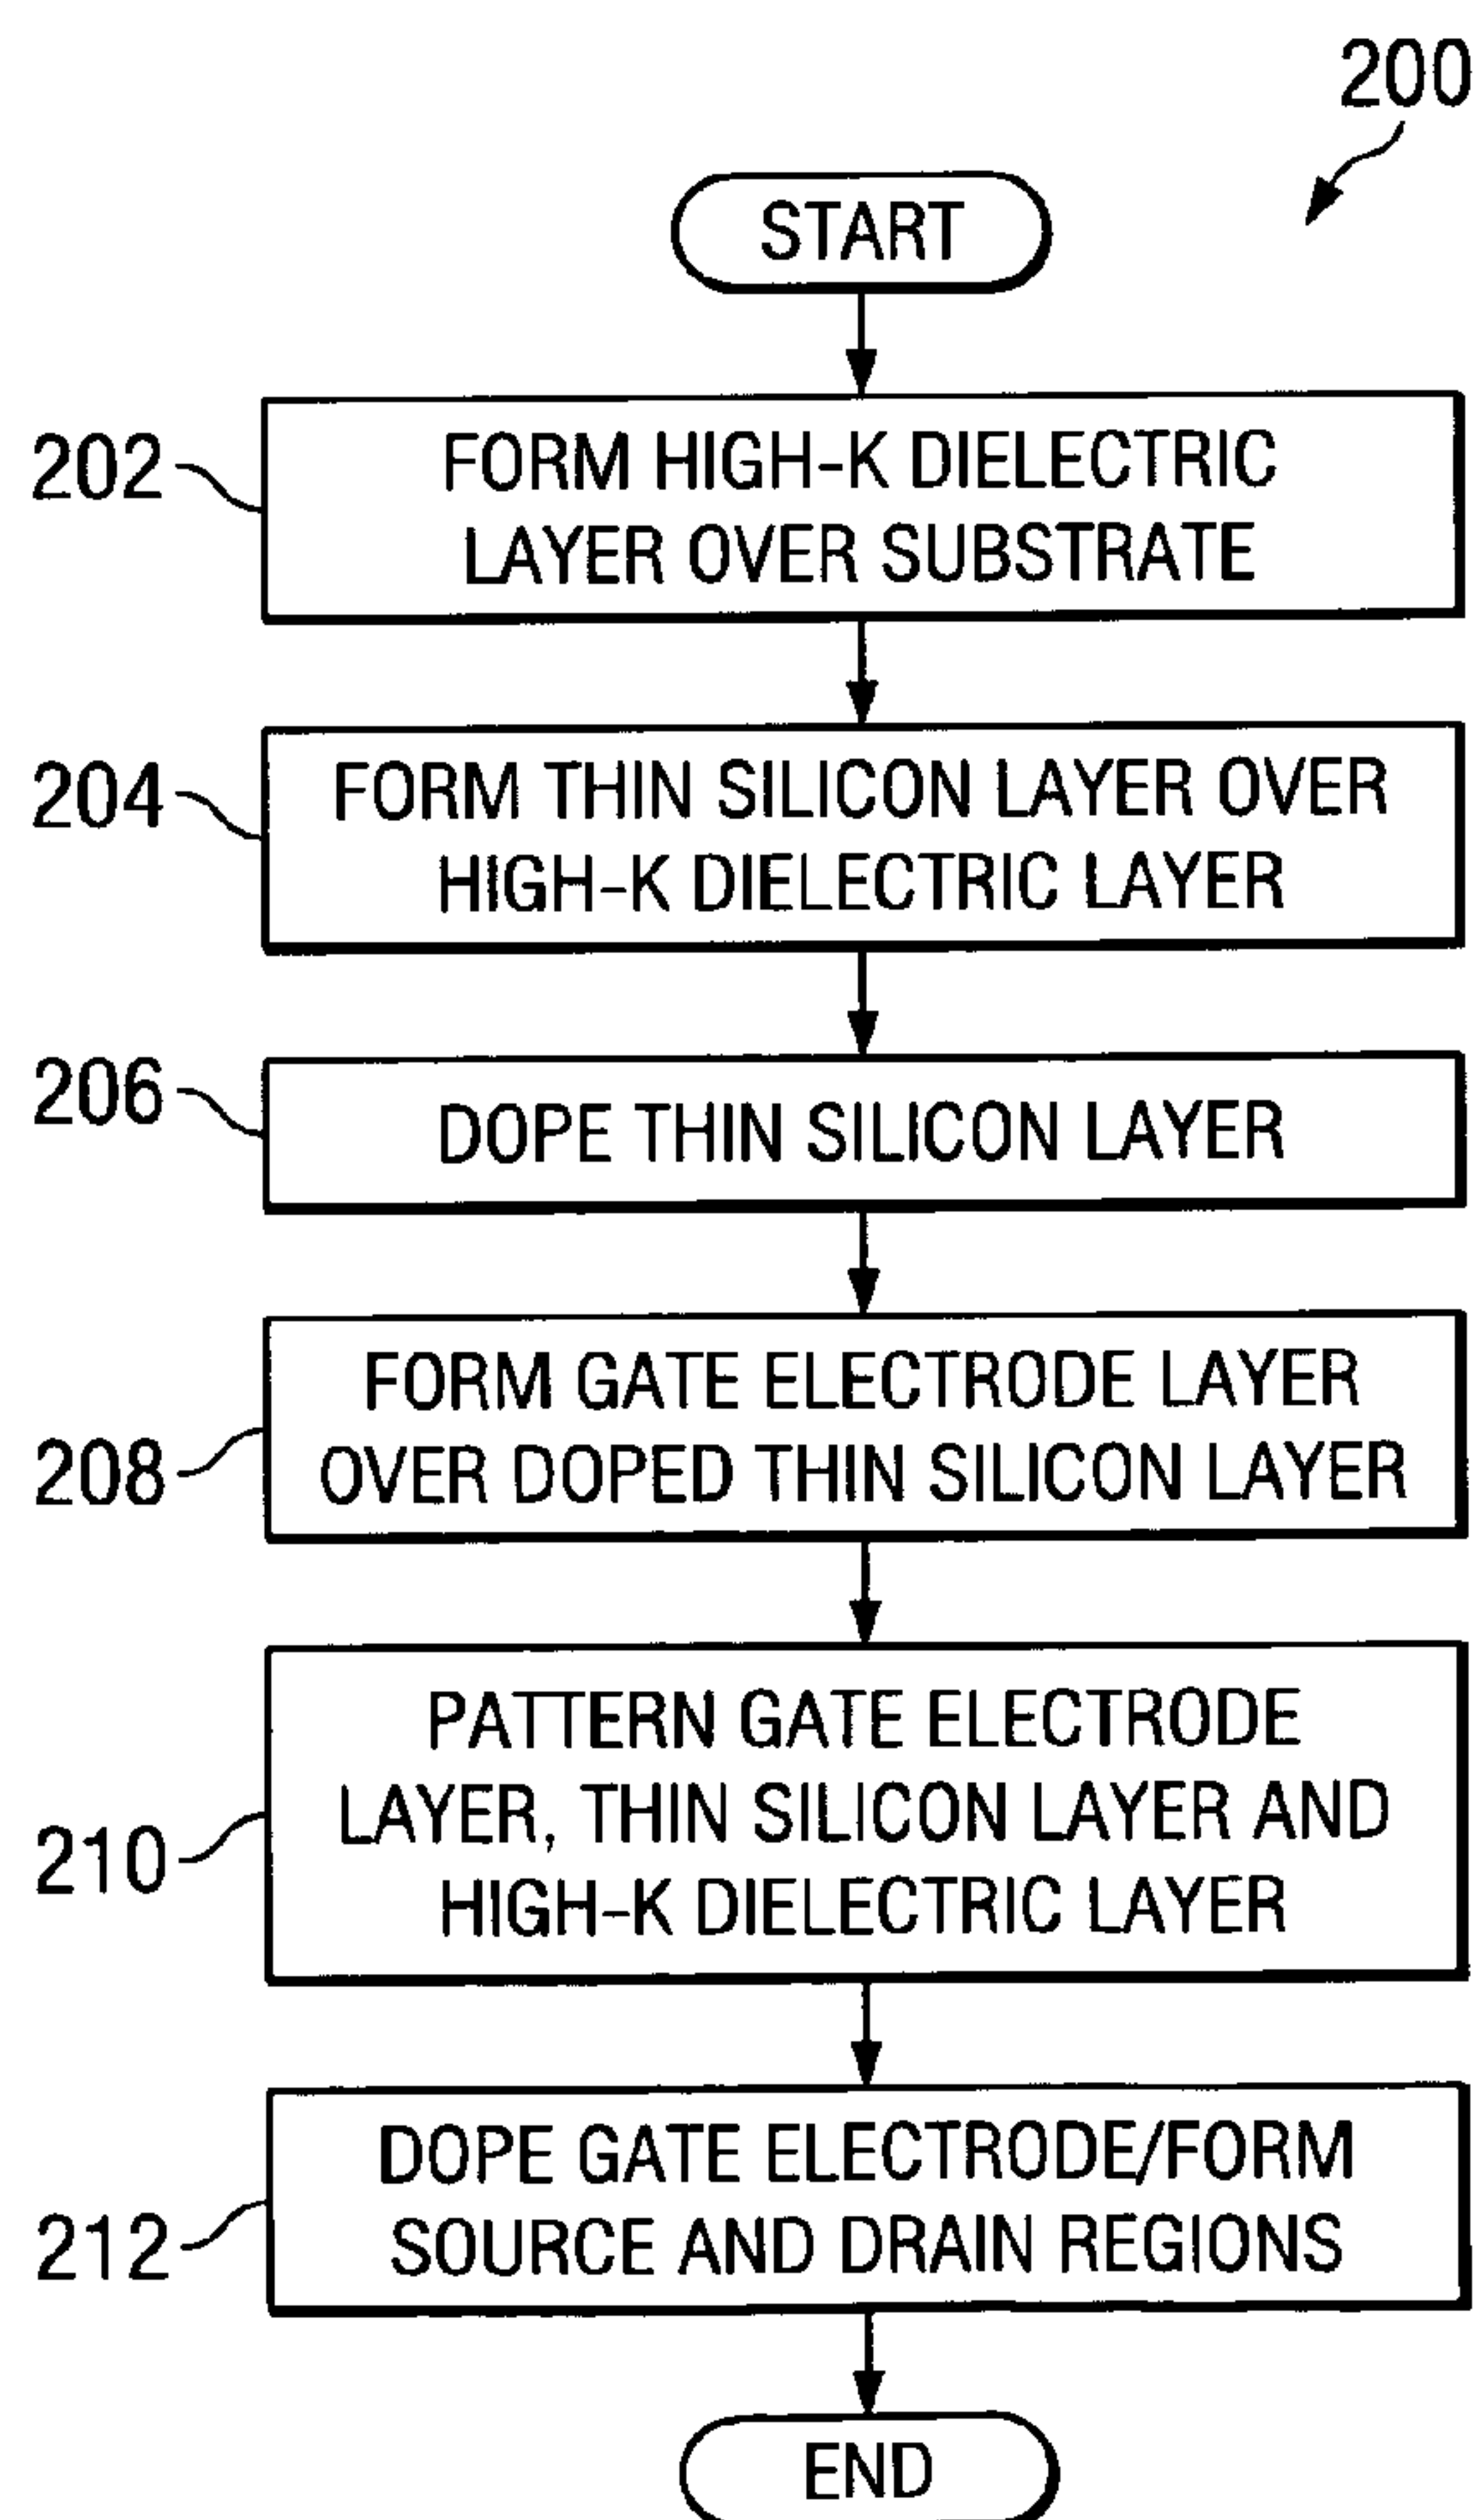 200
START
202
FORM HIGH-K DIELECTRIC
LAYER OVER SUBSTRATE
204
FORM THIN SILICON LAYER OVER
HIGH-K DIELECTRIC LAYER
206
DOPE THIN SILICON LAYER
208
FORM GATE ELECTRODE LAYER
OVER DOPED THIN SILICON LAYER
210
PATTERN GATE ELECTRODE
LAYER, THIN SILICON LAYER AND
HIGH-K DIELECTRIC LAYER
212
DOPE GATE ELECTRODE/FORM
SOURCE AND DRAIN REGIONS
END